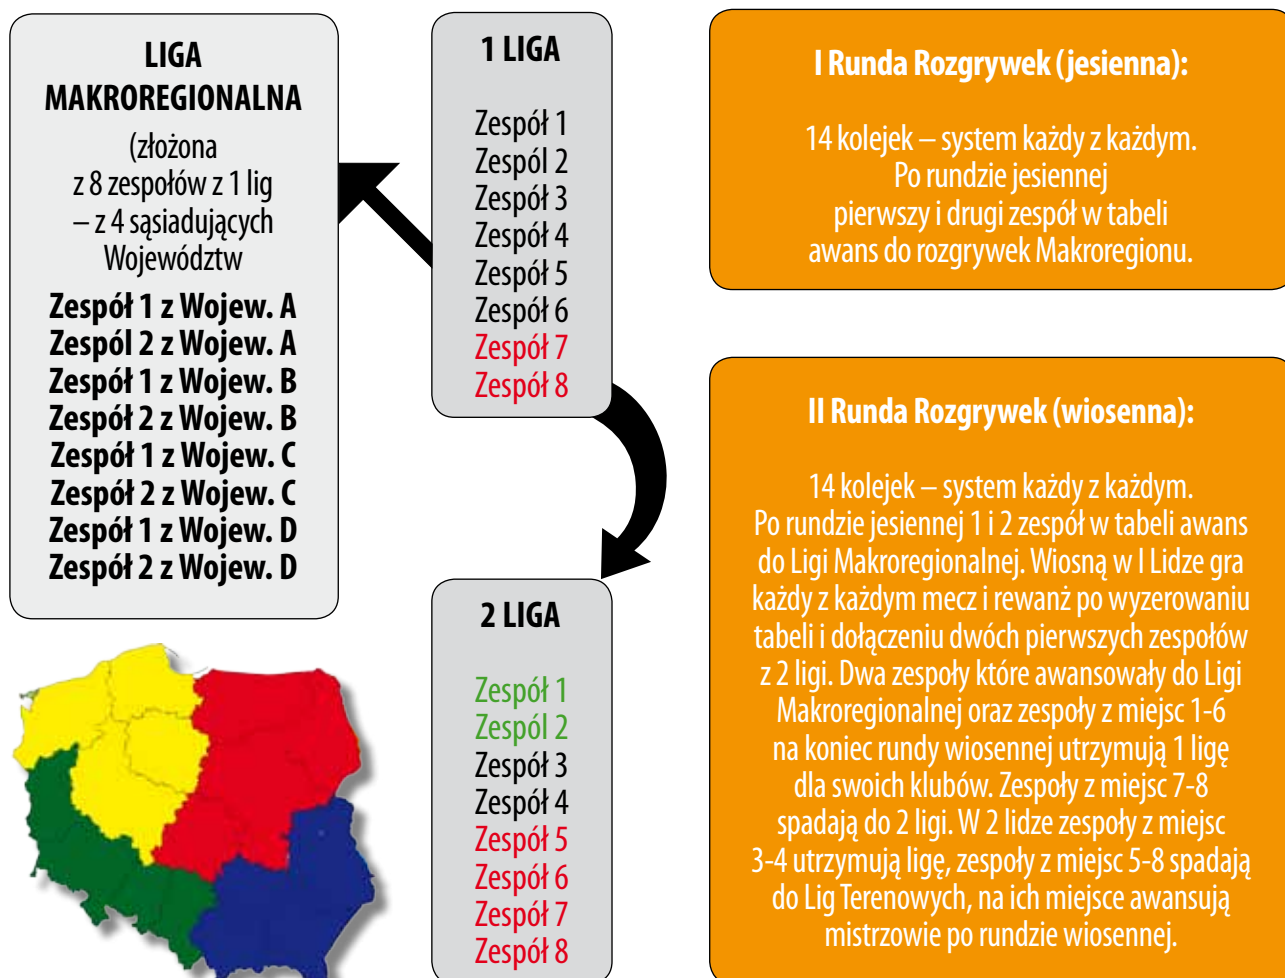 LIGA
MAKROREGIONALNA
(złożona
z 8 zespołów z 1 lig
– z 4 sąsiadujących
Województw
Zespół 1 z Wojew. A
Zespól 2 z Wojew. A
Zespół 1 z Wojew. B
Zespół 2 z Wojew. B
Zespół 1 z Wojew. C
Zespół 2 z Wojew. C
Zespół 1 z Wojew. D
Zespół 2 z Wojew. D
1 LIGA
Zespół 1
Zespól 2
Zespół 3
Zespół 4
Zespół 5
Zespół 6
Zespół 7
Zespół 8
2 LIGA
Zespół 1
Zespól 2
Zespół 3
Zespół 4
Zespół 5
Zespół 6
Zespół 7
Zespół 8
I Runda Rozgrywek (jesienna):
14 kolejek – system każdy z każdym.
Po rundzie jesiennej
pierwszy i drugi zespół w tabeli
awans do rozgrywek Makroregionu.
II Runda Rozgrywek (wiosenna):
14 kolejek – system każdy z każdym.
Po rundzie jesiennej 1 i 2 zespół w tabeli awans
do Ligi Makroregionalnej. Wiosną w I Lidze gra
każdy z każdym mecz i rewanż po wyzerowaniu
tabeli i dołączeniu dwóch pierwszych zespołów
z 2 ligi. Dwa zespoły które awansowały do Ligi
Makroregionalnej oraz zespoły z miejsc 1-6
na koniec rundy wiosennej utrzymują 1 ligę
dla swoich klubów. Zespoły z miejsc 7-8
spadają do 2 ligi. W 2 lidze zespoły z miejsc
3-4 utrzymują ligę, zespoły z miejsc 5-8 spadają
do Lig Terenowych, na ich miejsce awansują
mistrzowie po rundzie wiosennej.